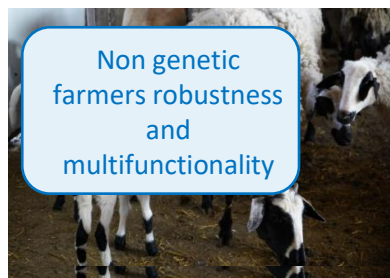 Non genetic
farmers robustness
and
multifunctionality